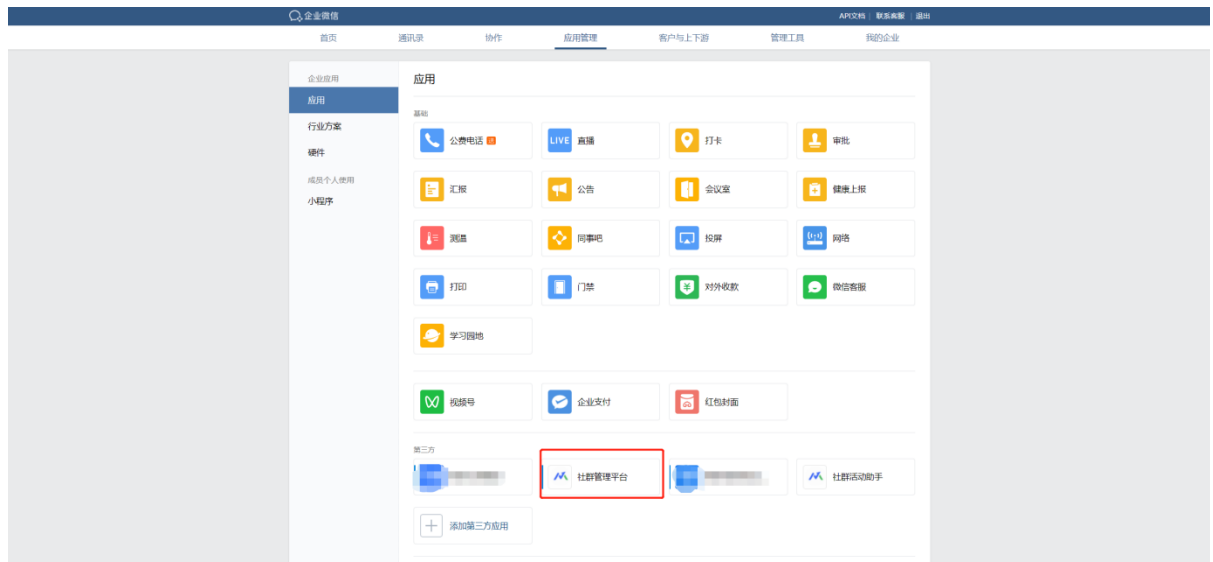 企业微信
API文档 | 联系客服 | 退出
首页 通讯录 协作 应用管理 客户与上下游 管理工具 我的企业
企业应用
应用
行业方案
硬件
成员个人使用
小程序
应用
基础
公费电话
LIVE 直播 打卡 审批
汇报 公告 会议室 健康上报
测温 同事吧 投屏 网络
打印 门禁 对外收款 微信客服
学习园地
视频号 企业支付 红包封面
第三方
社群管理平台 社群活动助手
添加第三方应用